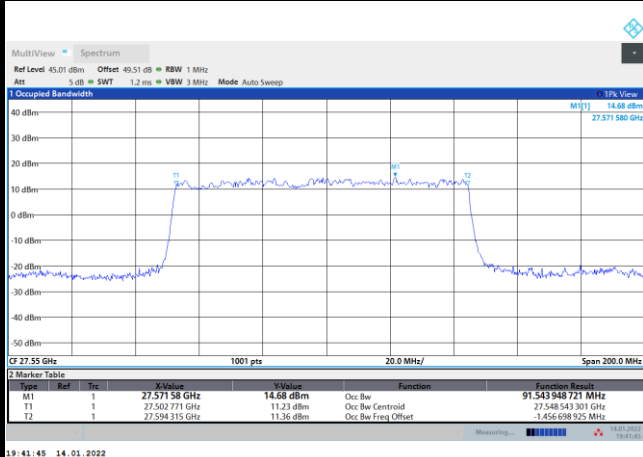 MultiView Spectrum
Ref Level 45.01 dBm Offset 49.51 dB RBW 1 MHz
Att 5 dB SWT 1.2 ms VBW 3 MHz Mode Auto Sweep
1 Occupied Bandwidth 1Pk View
M1[1] 14.68 dBm
27.571 580 GHz
40 dBm
30 dBm
20 dBm
T1 M1 T2
10 dBm
0 dBm
-10 dBm
-20 dBm
-30 dBm
-40 dBm
-50 dBm
CF 27.55 GHz 1001 pts 20.0 MHz/ Span 200.0 MHz
2 Marker Table
Type Ref Trc X-Value Y-Value Function Function Result
M1 1 27.571 58 GHz 14.68 dBm Occ Bw 91.543 948 721 MHz
T1 1 27.502 771 GHz 11.23 dBm Occ Bw Centroid 27.548 543 301 GHz
T2 1 27.594 315 GHz 11.36 dBm Occ Bw Freq Offset -1.456 698 925 MHz
Measuring... 14.01.2022
19:41:45
19:41:45 14.01.2022